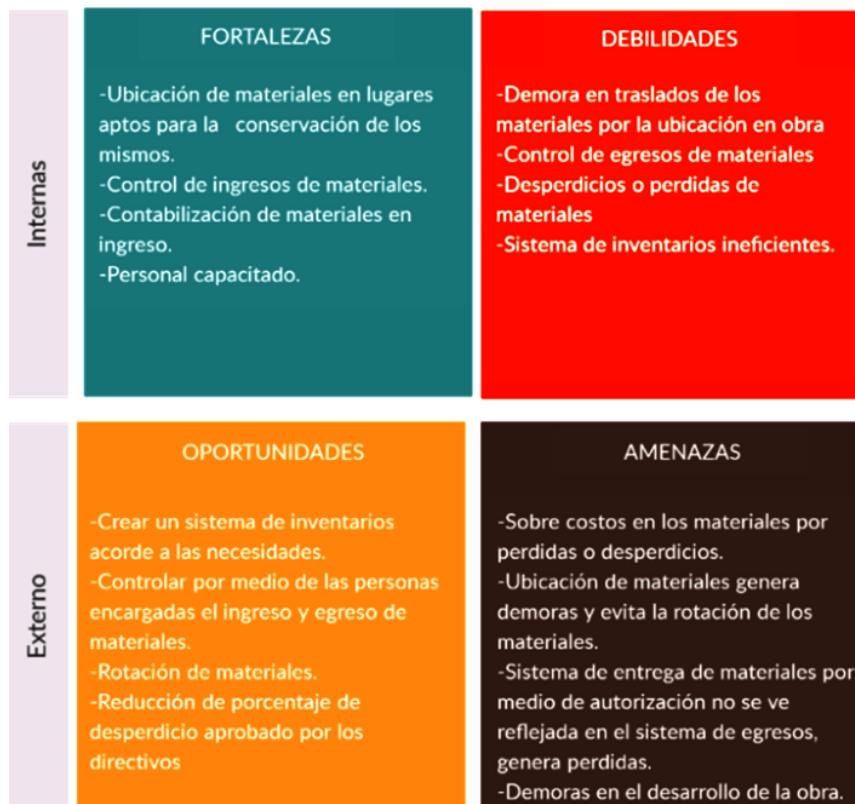 Internas
FORTALEZAS
-Ubicación de materiales en lugares
aptos para la conservación de los
mismos.
-Control de ingresos de materiales.
-Contabilización de materiales en
ingreso.
-Personal capacitado.
DEBILIDADES
-Demora en traslados de los
materiales por la ubicación en obra
-Control de egresos de materiales
-Desperdicios o perdidas de
materiales
-Sistema de inventarios ineficientes.
Externo
OPORTUNIDADES
-Crear un sistema de inventarios
acorde a las necesidades.
-Controlar por medio de las personas
encargadas el ingreso y egreso de
materiales.
-Rotación de materiales.
-Reducción de porcentaje de
desperdicio aprobado por los
directivos
AMENAZAS
-Sobre costos en los materiales por
perdidas o desperdicios.
-Ubicación de materiales genera
demoras y evita la rotación de los
materiales.
-Sistema de entrega de materiales por
medio de autorización no se ve
reflejada en el sistema de egresos,
genera perdidas.
-Demoras en el desarrollo de la obra.